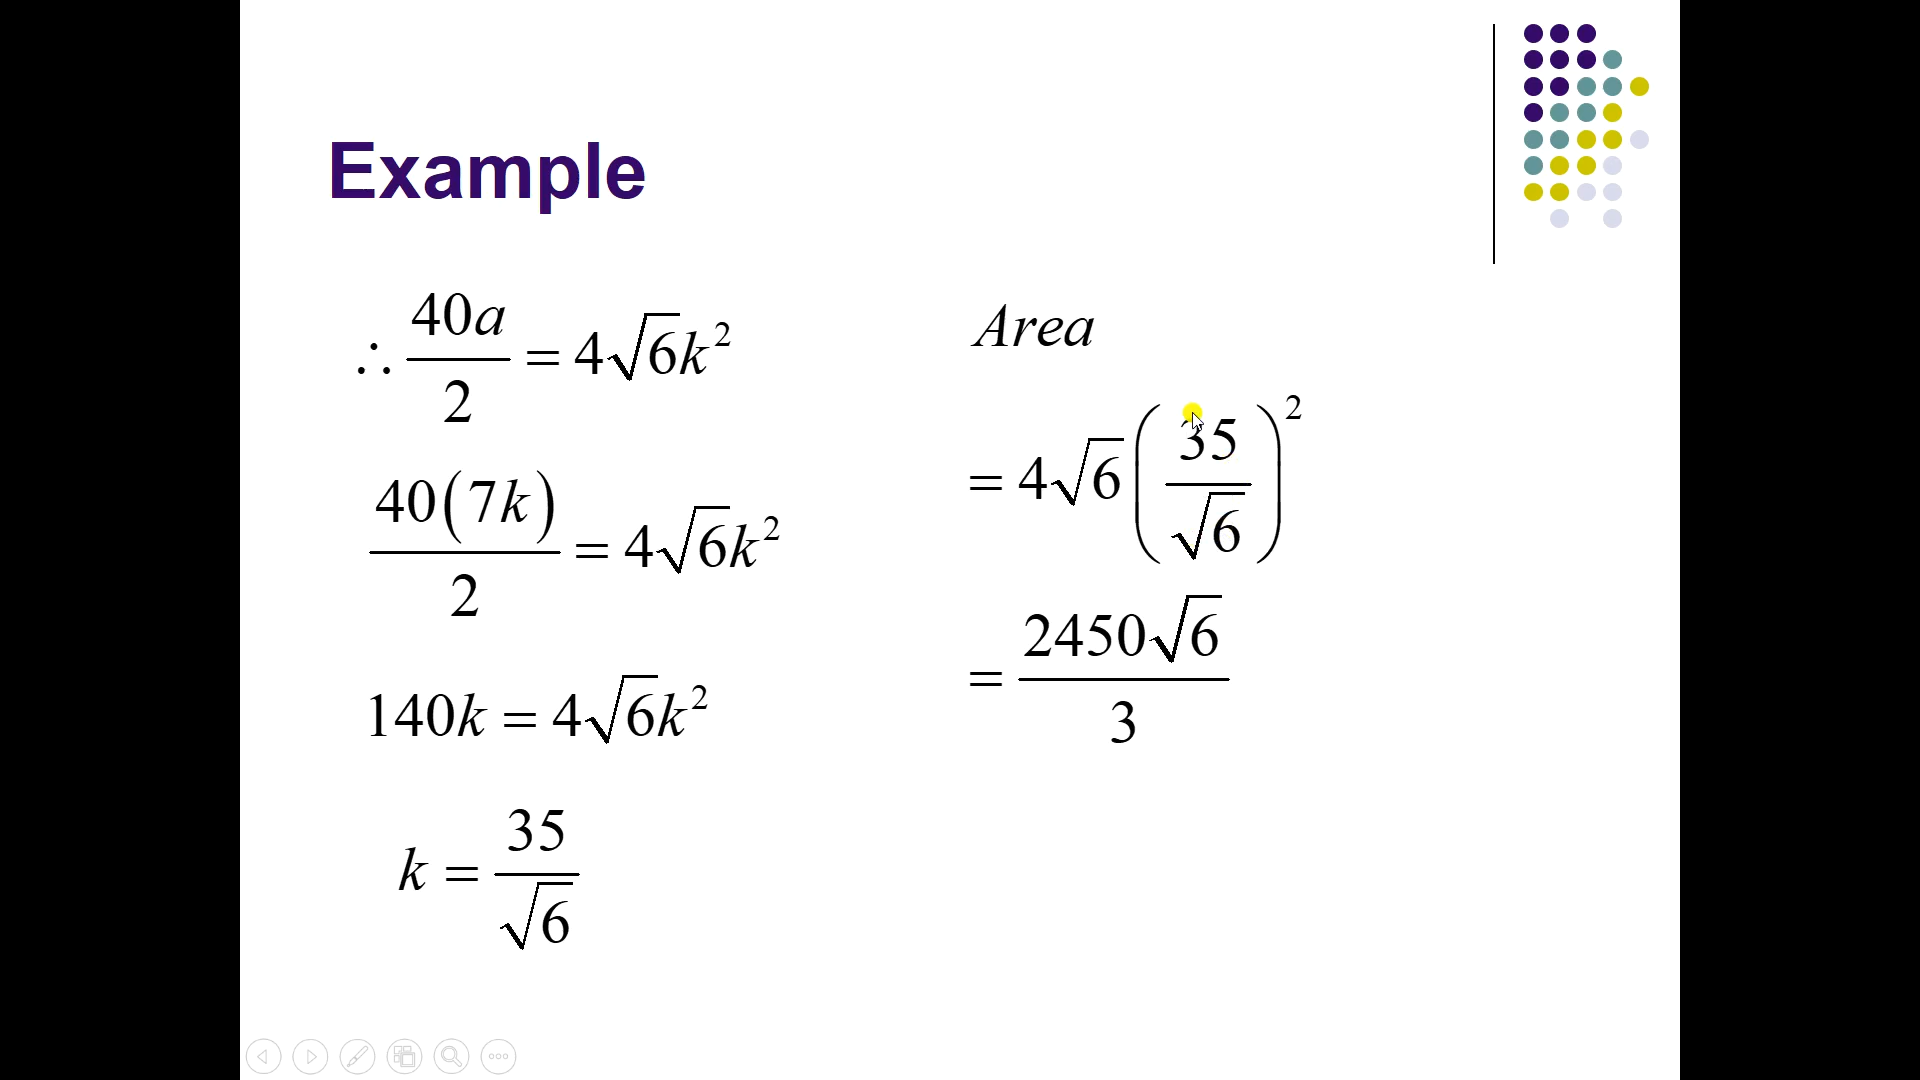 Example
∴ 40a/2 = 4√6k²
40(7k)/2 = 4√6k²
140k = 4√6k²
k = 35/√6
Area
= 4√6(35/√6)²
= 2450√6/3